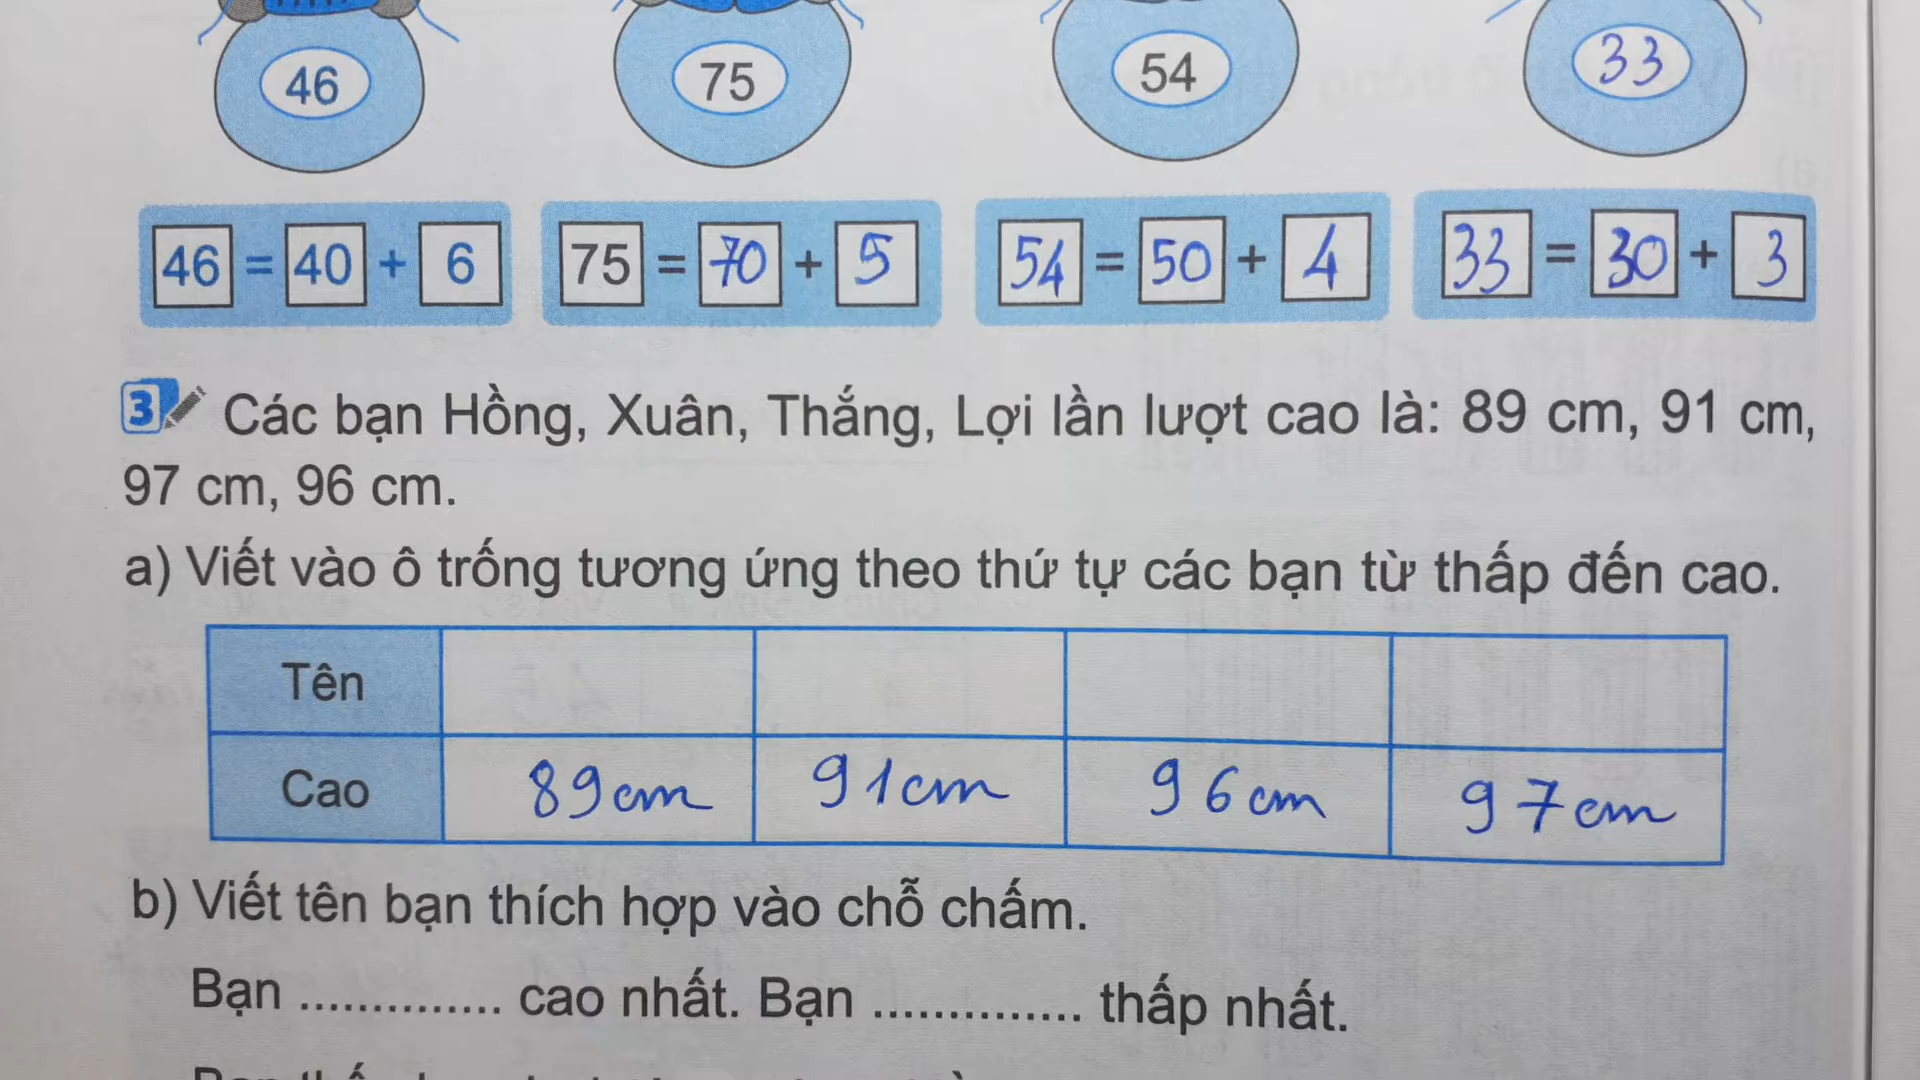 46 75 54 33
46 = 40 + 6 75 = 70 + 5 54 = 50 + 4 33 = 30 + 3
3 Các bạn Hồng, Xuân, Thắng, Lợi lần lượt cao là: 89 cm, 91 cm,
97 cm, 96 cm.
a) Viết vào ô trống tương ứng theo thứ tự các bạn từ thấp đến cao.
Tên
Cao 89cm 91cm 96cm 97cm
b) Viết tên bạn thích hợp vào chỗ chấm.
Bạn .............. cao nhất. Bạn .............. thấp nhất.